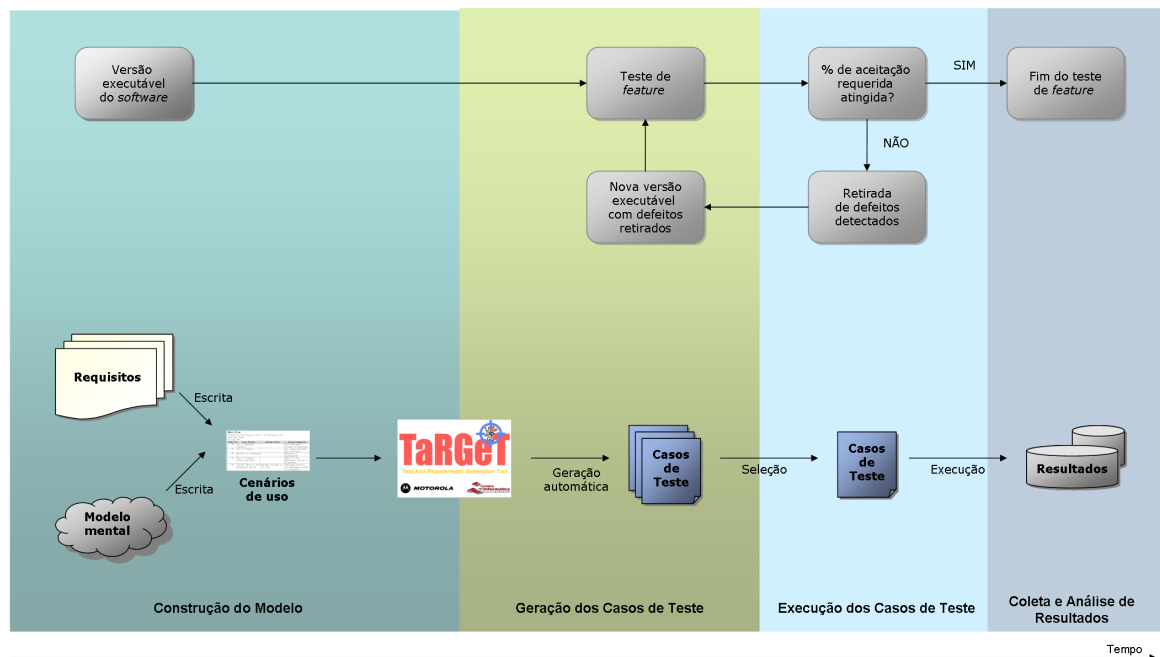 Versão
executável
do software
Teste de
feature
% de aceitação
requerida
atingida?
SIM
Fim do teste
de feature
NÃO
Nova versão
executável
com defeitos
retirados
Retirada
de defeitos
detectados
Requisitos
Escrita
Cenários
de uso
Escrita
Modelo
mental
TaRGeT
Test And Requirements Generation Tool
MOTOROLA
Centro
de Informática
Geração
automática
Casos
de
Teste
Seleção
Casos
de
Teste
Execução
Resultados
Construção do Modelo
Geração dos Casos de Teste
Execução dos Casos de Teste
Coleta e Análise de
Resultados
Tempo